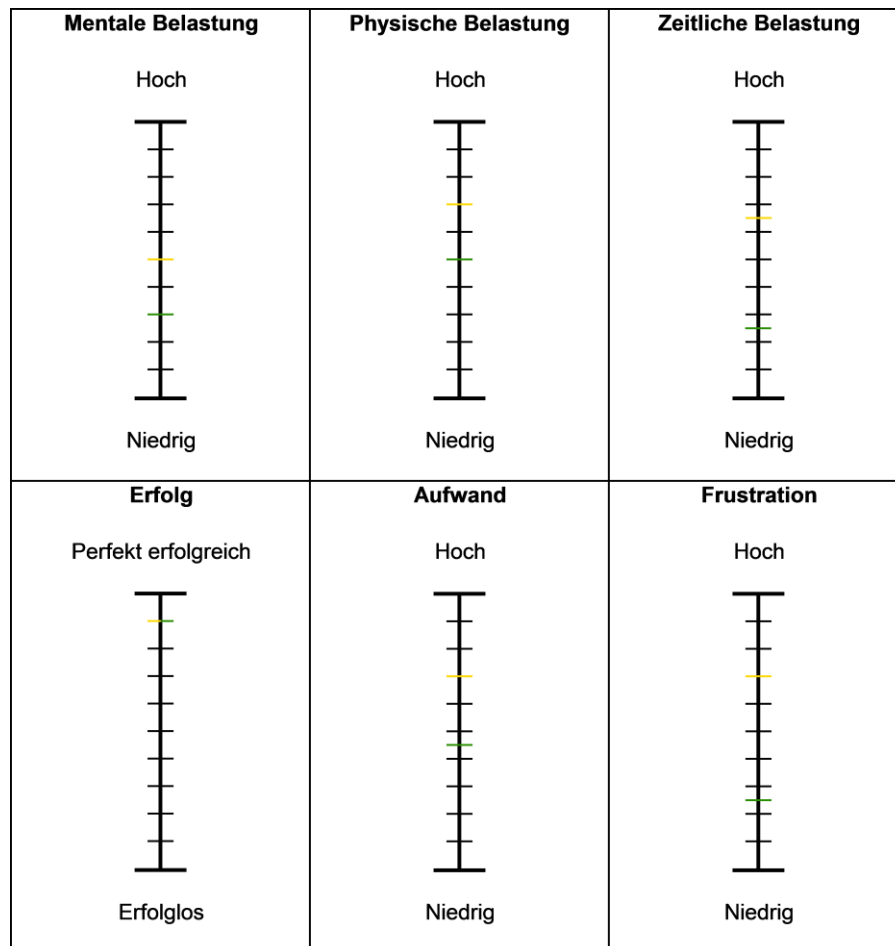 Mentale Belastung
Physische Belastung
Zeitliche Belastung
Hoch
Hoch
Hoch
Niedrig
Niedrig
Niedrig
Erfolg
Aufwand
Frustration
Perfekt erfolgreich
Hoch
Hoch
Erfolglos
Niedrig
Niedrig